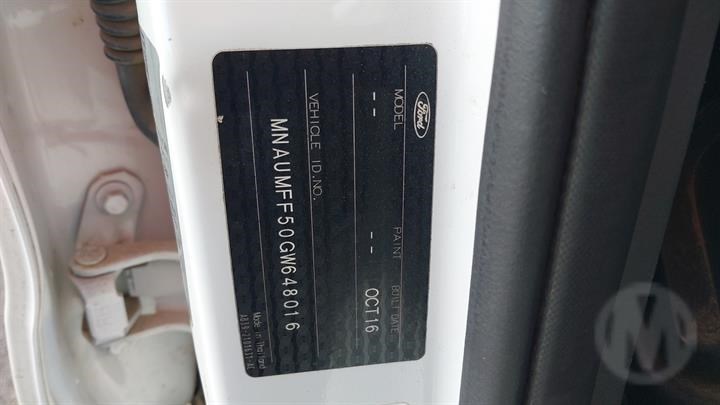 Ford
MODEL PAINT BUILT DATE
-- -- OCT16
VEHICLE ID.NO.
MNAUMFF50GW648016
Made in Thailand
M